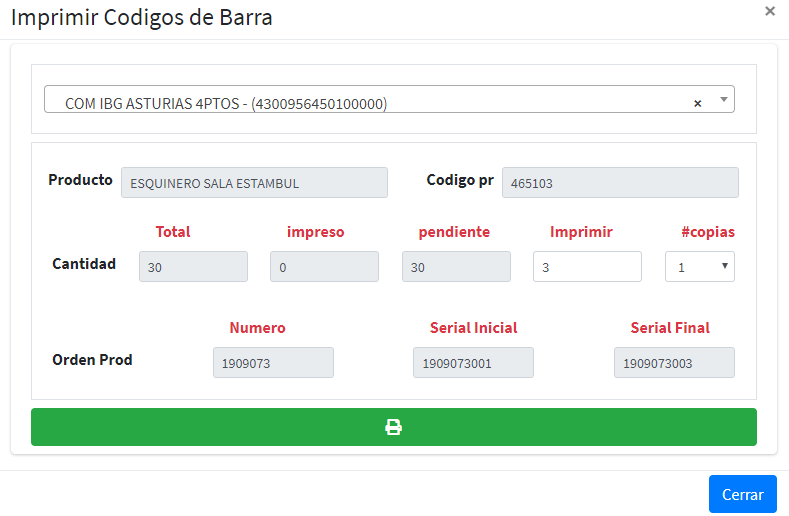 Imprimir Codigos de Barra
×
COM IBG ASTURIAS 4PTOS - (4300956450100000) ×
Producto ESQUINERO SALA ESTAMBUL Codigo pr 465103
Total impreso pendiente Imprimir #copias
Cantidad 30 0 30 3 1
Numero Serial Inicial Serial Final
Orden Prod 1909073 1909073001 1909073003
Cerrar